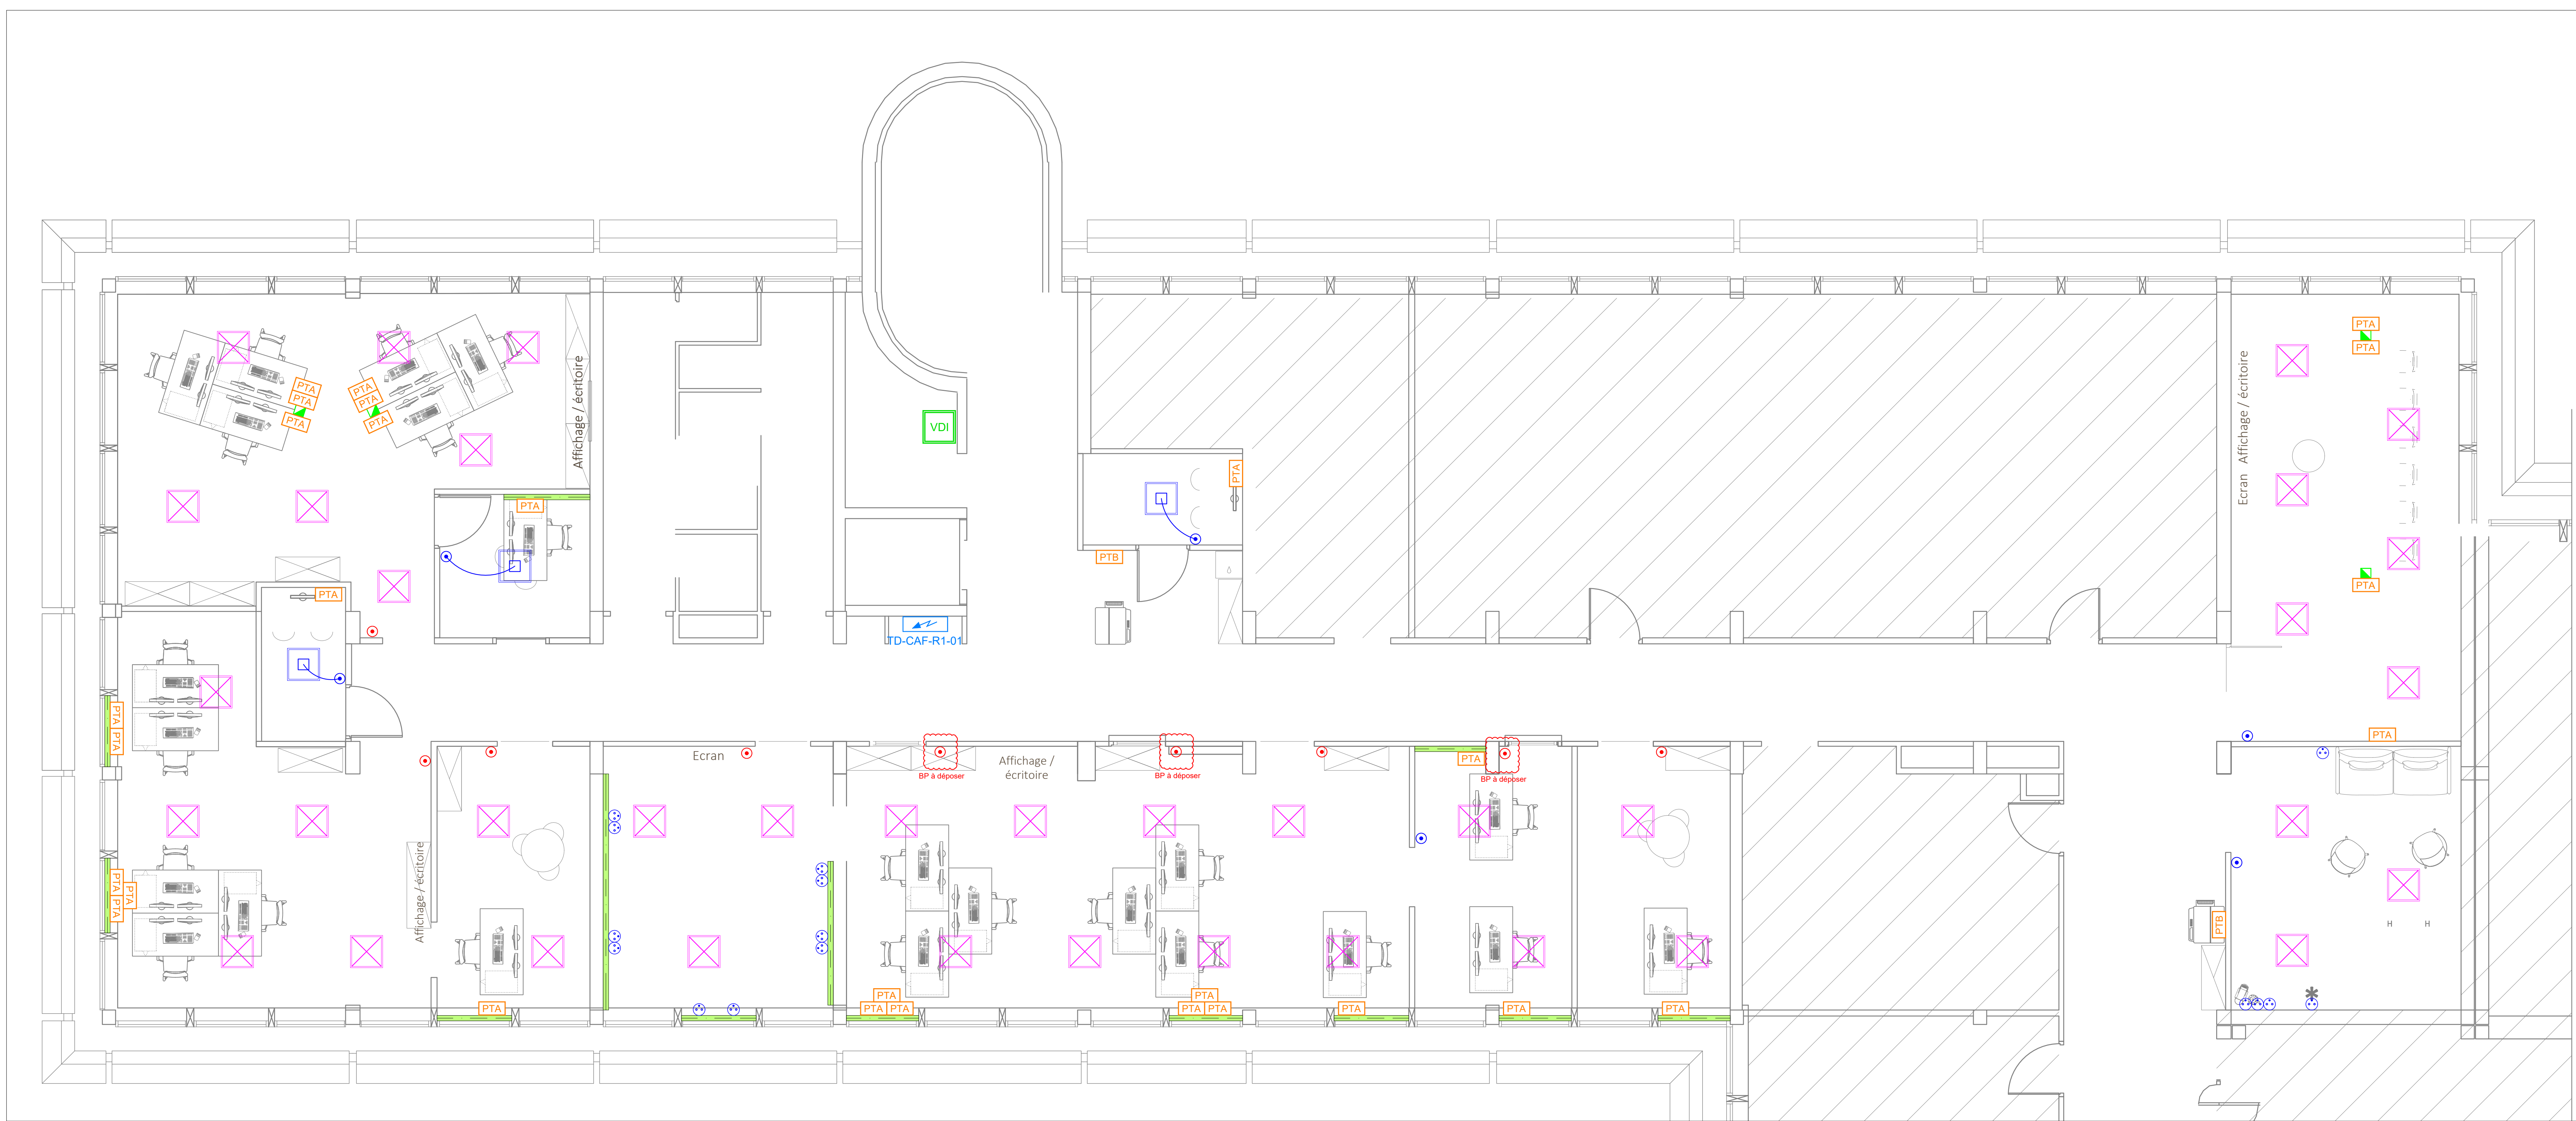 PTA
PTA
Ecran Affichage / écritoire
Affichage / écritoire
PTA
PTA
PTA
PTA
PTA
PTA
VDI
PTA
PTA
PTB
PTA
PTA
TD-CAF-R1-01
PTA
PTA
PTA
Ecran
Affichage /
écritoire
PTA
BP à déposer
BP à déposer
BP à déposer
Affichage / écritoire
PTA
PTA
PTA
PTB
H H
PTA
PTA
PTA
PTA
PTA
PTA
PTA
PTA
PTA
PTA